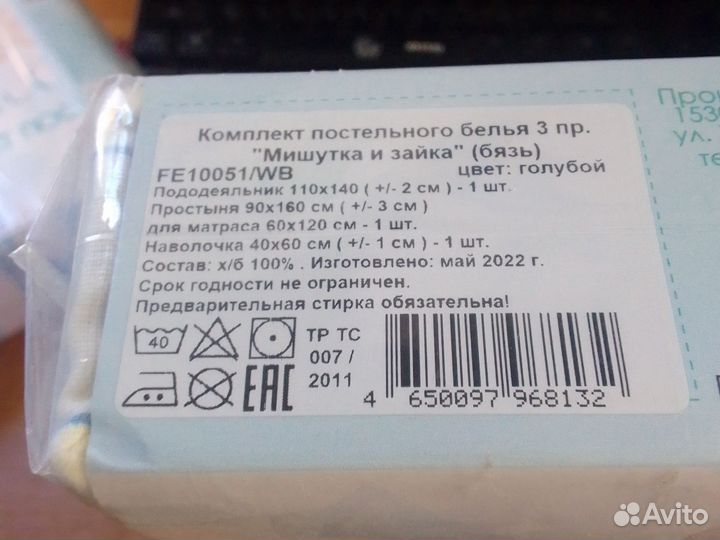 Комплект постельного белья 3 пр.
"Мишутка и зайка" (бязь)
FE10051/WB цвет: голубой
Пододеяльник 110х140 ( +/- 2 см ) - 1 шт.
Простыня 90х160 см ( +/- 3 см )
для матраса 60х120 см - 1 шт.
Наволочка 40х60 см ( +/- 1 см ) - 1 шт.
Состав: х/б 100% . Изготовлено: май 2022 г.
Срок годности не ограничен.
Предварительная стирка обязательна!
40
ТР ТС
007 /
2011
ЕАС
4 650097 968132
ул.
Avito